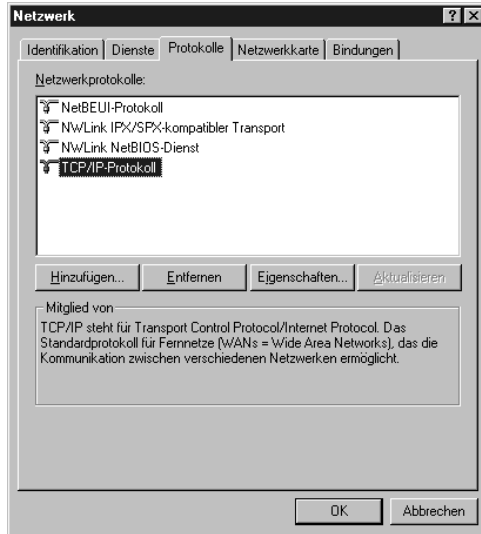 Netzwerk
Identifikation Dienste Protokolle Netzwerkkarte Bindungen
Netzwerkprotokolle:
NetBEUI-Protokoll
NWLink IPX/SPX-kompatibler Transport
NWLink NetBIOS-Dienst
TCP/IP-Protokoll
Hinzufügen... Entfernen Eigenschaften... Aktualisieren
Mitglied von
TCP/IP steht für Transport Control Protocol/Internet Protocol. Das
Standardprotokoll für Fernnetze (WANs = Wide Area Networks), das die
Kommunikation zwischen verschiedenen Netzwerken ermöglicht.
OK Abbrechen